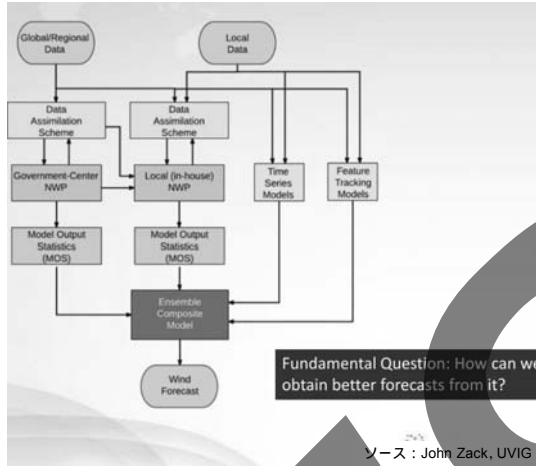 Global/Regional
Data
Local
Data
Data
Assimilation
Scheme
Data
Assimilation
Scheme
Government-Center
NWP
Local (in-house)
NWP
Time
Series
Models
Feature
Tracking
Models
Model Output
Statistics
(MOS)
Model Output
Statistics
(MOS)
Ensemble
Composite
Model
Wind
Forecast
Fundamental Question: How can we
obtain better forecasts from it?
ソース：John Zack, UVIG